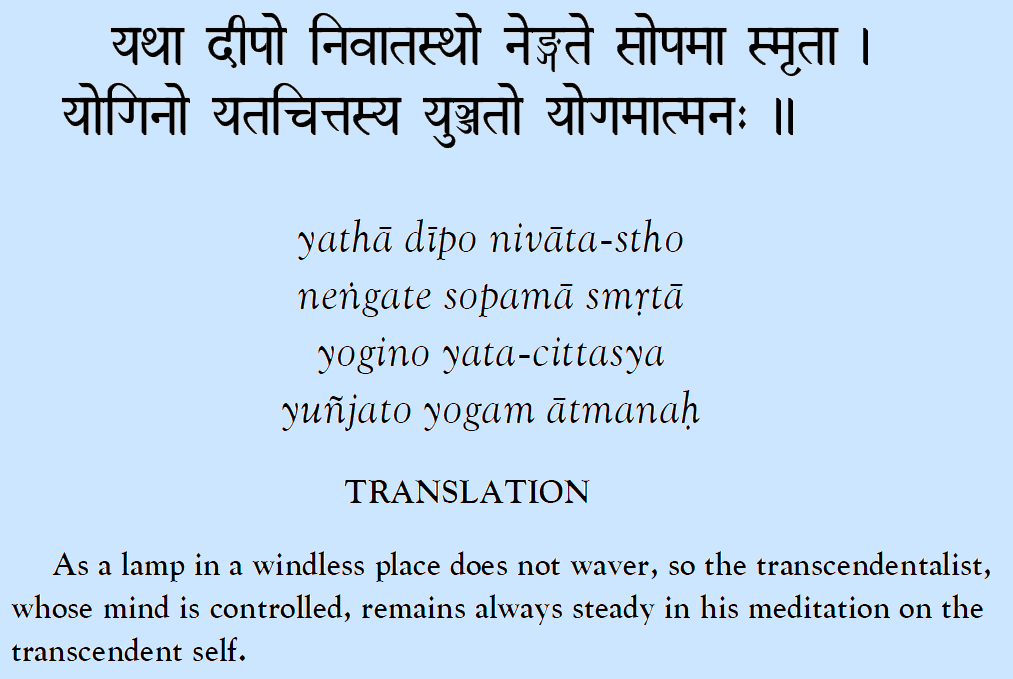 यथा दीपो निवातस्थो नेङ्गते सोपमा स्मृता ।
योगिनो यतचित्तस्य युञ्जतो योगमात्मनः ॥
yathā dīpo nivāta-stho
neṅgate sopamā smṛtā
yogino yata-cittasya
yuñjato yogam ātmanaḥ
TRANSLATION
As a lamp in a windless place does not waver, so the transcendentalist,
whose mind is controlled, remains always steady in his meditation on the
transcendent self.